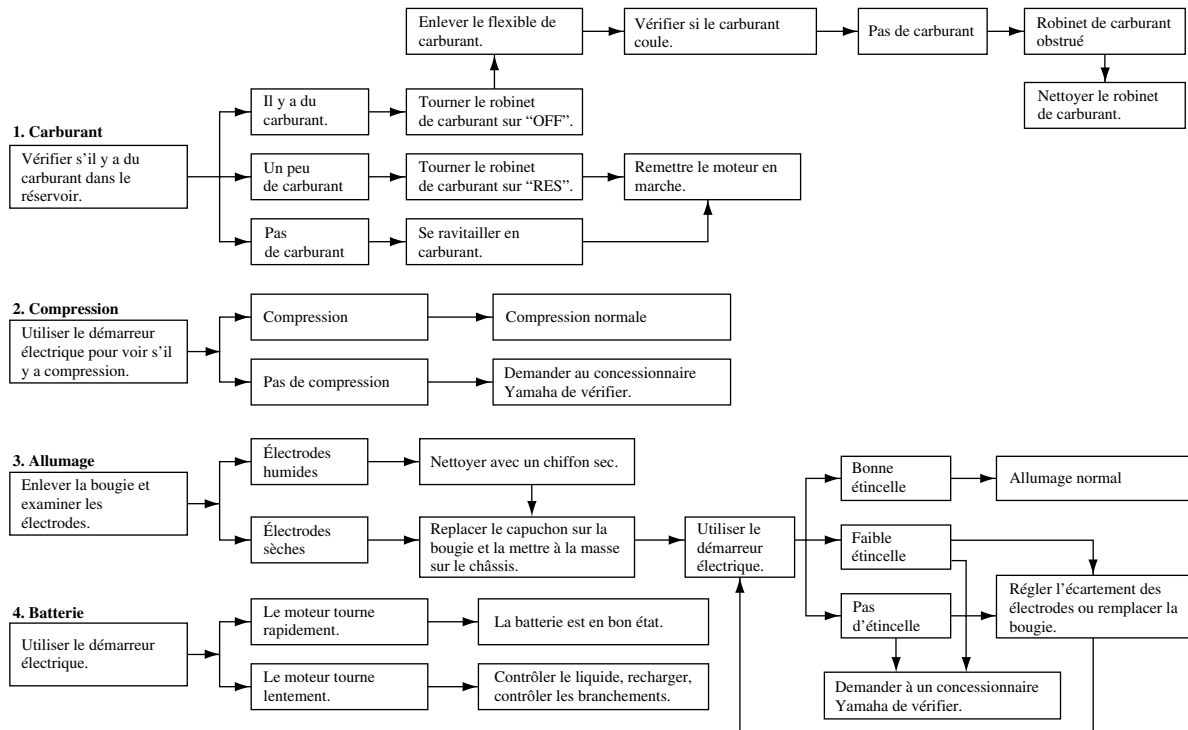 1. Carburant
Vérifier s’il y a du
carburant dans le
réservoir.
Il y a du
carburant.
Tourner le robinet
de carburant sur “OFF”.
Enlever le flexible de
carburant.
Vérifier si le carburant
coule.
Pas de carburant
Robinet de carburant
obstrué
Nettoyer le robinet
de carburant.
Un peu
de carburant
Tourner le robinet
de carburant sur “RES”.
Remettre le moteur en
marche.
Pas
de carburant
Se ravitailler en
carburant.
2. Compression
Utiliser le démarreur
électrique pour voir s’il
y a compression.
Compression
Compression normale
Pas de compression
Demander au concessionnaire
Yamaha de vérifier.
3. Allumage
Enlever la bougie et
examiner les
électrodes.
Électrodes
humides
Nettoyer avec un chiffon sec.
Électrodes
sèches
Replacer le capuchon sur la
bougie et la mettre à la masse
sur le châssis.
Utiliser le
démarreur
électrique.
Bonne
étincelle
Allumage normal
Faible
étincelle
Pas
d’étincelle
Régler l’écartement des
électrodes ou remplacer la
bougie.
Demander à un concessionnaire
Yamaha de vérifier.
4. Batterie
Utiliser le démarreur
électrique.
Le moteur tourne
rapidement.
La batterie est en bon état.
Le moteur tourne
lentement.
Contrôler le liquide, recharger,
contrôler les branchements.